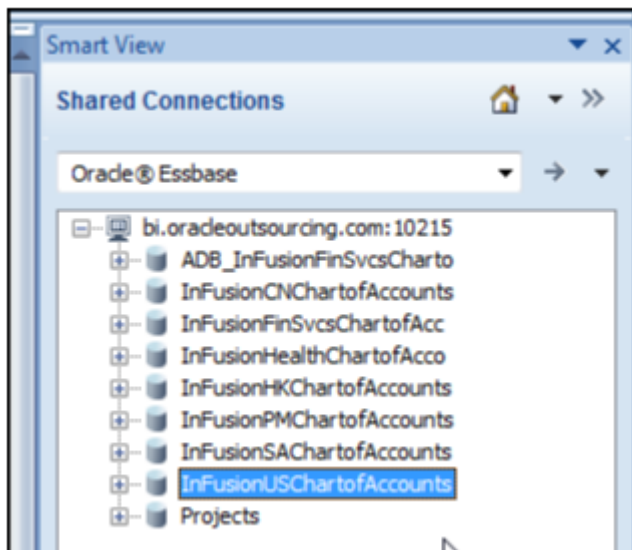 Smart View
Shared Connections
Oracle® Essbase
bi.oracleoutsourcing.com:10215
ADB_InFusionFinSvcsCharto
InFusionCNChartofAccounts
InFusionFinSvcsChartofAcc
InFusionHealthChartofAcco
InFusionHKChartofAccounts
InFusionPMChartofAccounts
InFusionSAChartofAccounts
InFusionUSChartofAccounts
Projects